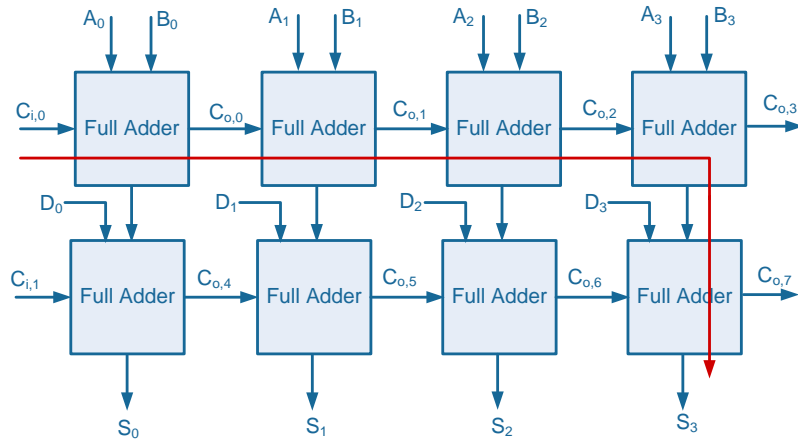 A₀ B₀ A₁ B₁ A₂ B₂ A₃ B₃
Cᵢ,₀ Full Adder Cₒ,₀ Full Adder Cₒ,₁ Full Adder Cₒ,₂ Full Adder Cₒ,₃
D₀ D₁ D₂ D₃
Cᵢ,₁ Full Adder Cₒ,₄ Full Adder Cₒ,₅ Full Adder Cₒ,₆ Full Adder Cₒ,₇
S₀ S₁ S₂ S₃